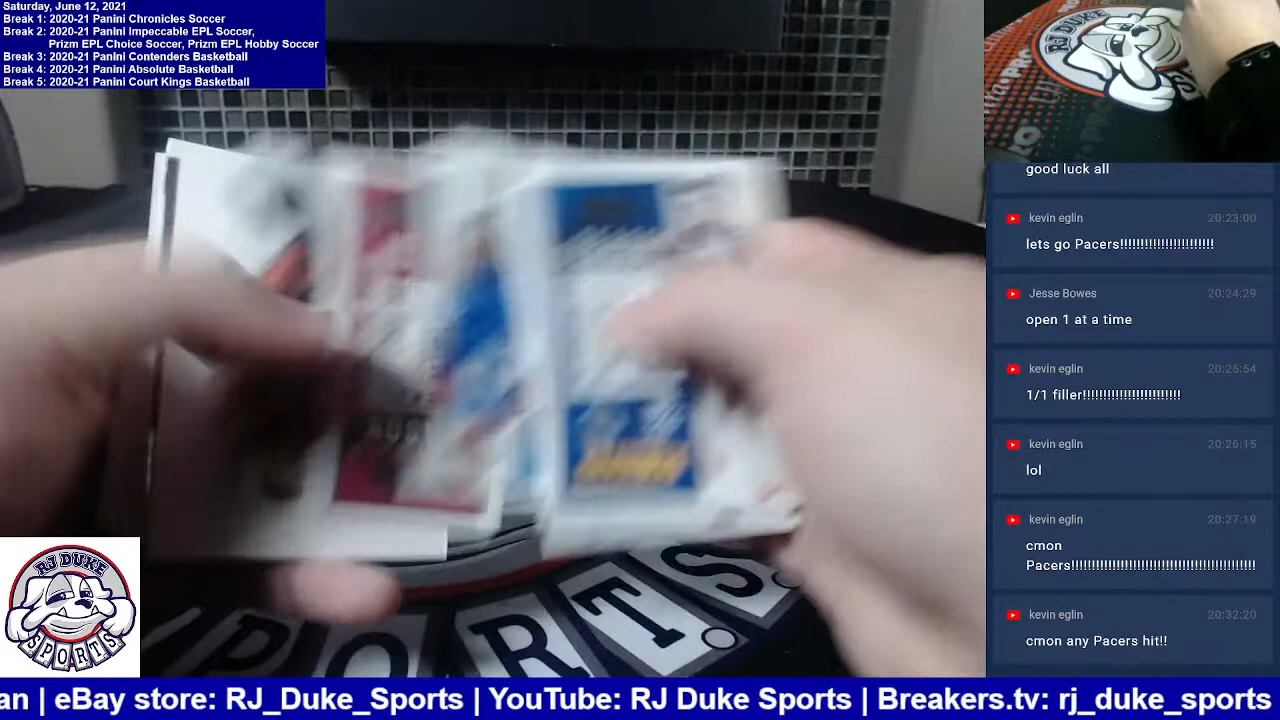 Saturday, June 12, 2021
Break 1: 2020-21 Panini Chronicles Soccer
Break 2: 2020-21 Panini Impeccable EPL Soccer,
Prizm EPL Choice Soccer, Prizm EPL Hobby Soccer
Break 3: 2020-21 Panini Contenders Basketball
Break 4: 2020-21 Panini Absolute Basketball
Break 5: 2020-21 Panini Court Kings Basketball
RJ DUKE
good luck all
kevin eglin 20:23:00
lets go Pacers!!!!!!!!!!!!!!!!!!!!!!!
Jesse Bowes 20:24:29
open 1 at a time
kevin eglin 20:25:54
1/1 filler!!!!!!!!!!!!!!!!!!!!!!!!
kevin eglin 20:26:15
lol
kevin eglin 20:27:19
cmon
Pacers!!!!!!!!!!!!!!!!!!!!!!!!!!!!!!!!!!!!!!!!!!!!
kevin eglin 20:32:20
cmon any Pacers hit!!
RJ DUKE
SPORTS
PORTS
an | eBay store: RJ_Duke_Sports | YouTube: RJ Duke Sports | Breakers.tv: rj_duke_sports